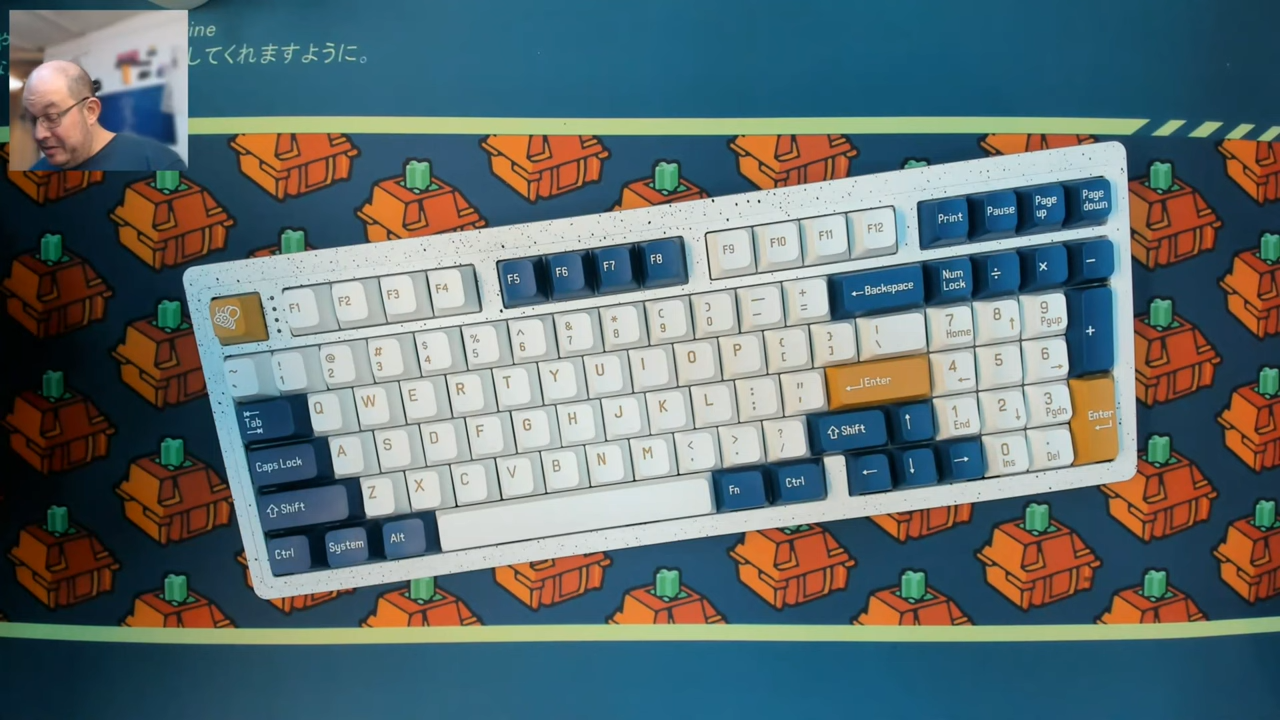 ine
してくれますように。
F1 F2 F3 F4 F5 F6 F7 F8 F9 F10 F11 F12 Print Pause Page up Page down
~ ! 1 @ 2 # 3 $ 4 % 5 ^ 6 & 7 * 8 ( 9 ) 0 — - + = ←Backspace Num Lock ÷ × −
Tab Q W E R T Y U I O P { [ } ] | \ 7 Home 8 ↑ 9 Pgup +
Caps Lock A S D F G H J K L : ; " ' Enter 4 ← 5 6 →
⇧Shift Z X C V B N M < > ? / ⇧Shift ↑ 1 End 2 ↓ 3 Pgdn Enter
Ctrl System Alt Fn Ctrl ← ↓ → 0 Ins . Del